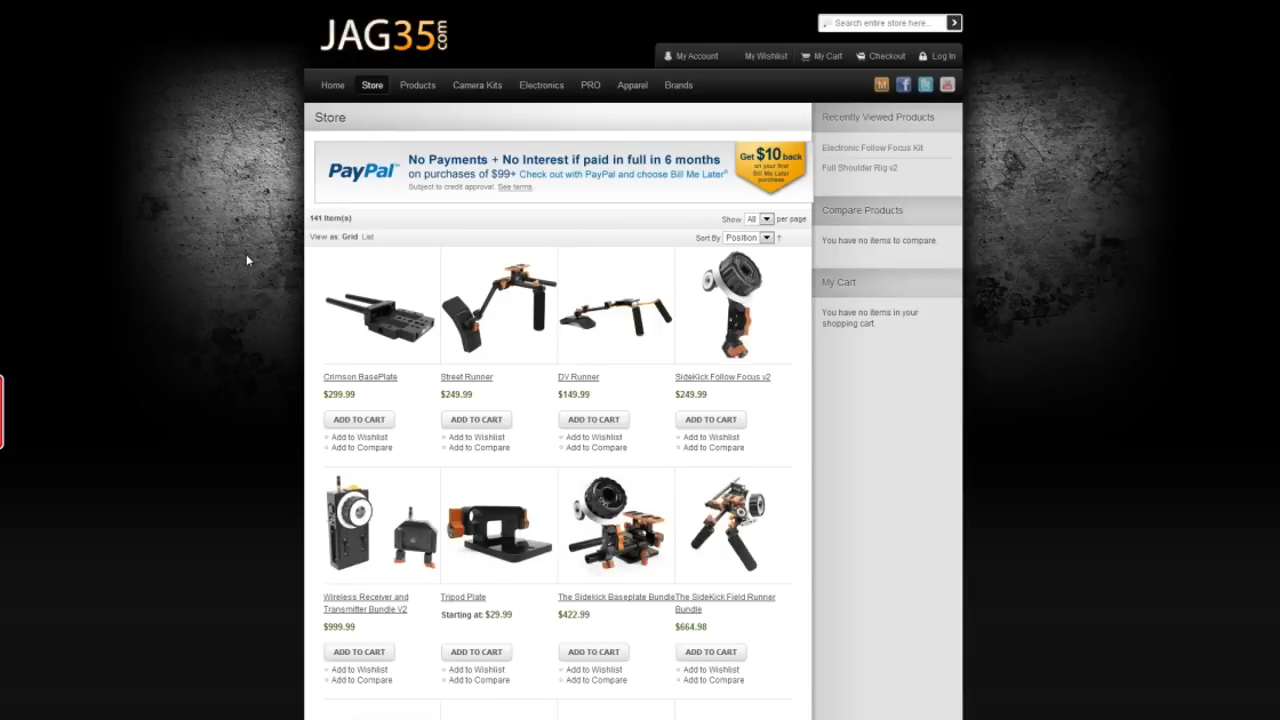 JAG35com
Search entire store here...
My Account My Wishlist My Cart Checkout Log In
Home Store Products Camera Kits Electronics PRO Apparel Brands
Store
PayPal
No Payments + No Interest if paid in full in 6 months
on purchases of $99+ Check out with PayPal and choose Bill Me Later®
Subject to credit approval. See terms.
Get $10 back
on your first
Bill Me Later
purchase
141 Item(s)
Show All per page
View as: Grid List
Sort By Position
Crimson BasePlate
$299.99
ADD TO CART
Add to Wishlist
Add to Compare
Street Runner
$249.99
ADD TO CART
Add to Wishlist
Add to Compare
DV Runner
$149.99
ADD TO CART
Add to Wishlist
Add to Compare
SideKick Follow Focus v2
$249.99
ADD TO CART
Add to Wishlist
Add to Compare
Wireless Receiver and
Transmitter Bundle V2
$999.99
ADD TO CART
Add to Wishlist
Add to Compare
Tripod Plate
Starting at: $29.99
ADD TO CART
Add to Wishlist
Add to Compare
The Sidekick Baseplate Bundle
$422.99
ADD TO CART
Add to Wishlist
Add to Compare
The SideKick Field Runner
Bundle
$664.98
ADD TO CART
Add to Wishlist
Add to Compare
Recently Viewed Products
Electronic Follow Focus Kit
Full Shoulder Rig v2
Compare Products
You have no items to compare.
My Cart
You have no items in your
shopping cart.